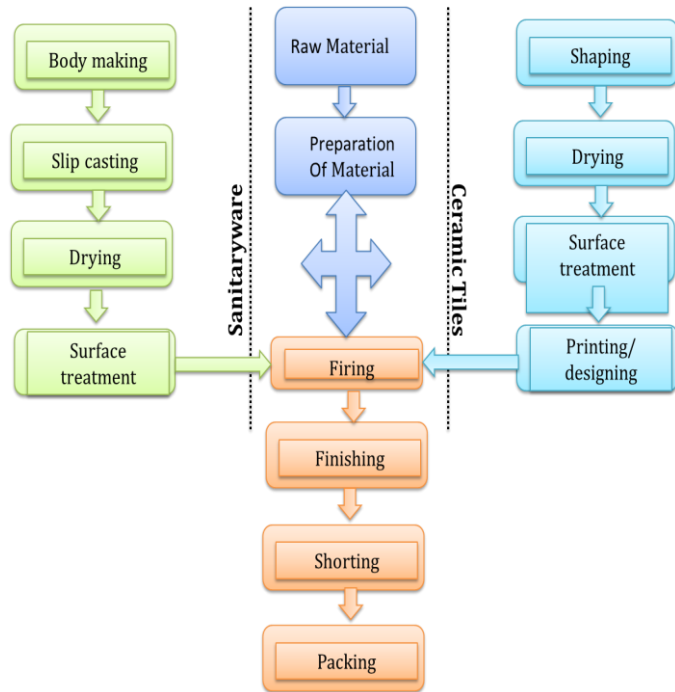 Body making
Slip casting
Drying
Surface
treatment
Sanitaryware
Raw Material
Preparation
Of Material
Firing
Finishing
Shorting
Packing
Ceramic Tiles
Shaping
Drying
Surface
treatment
Printing/
designing